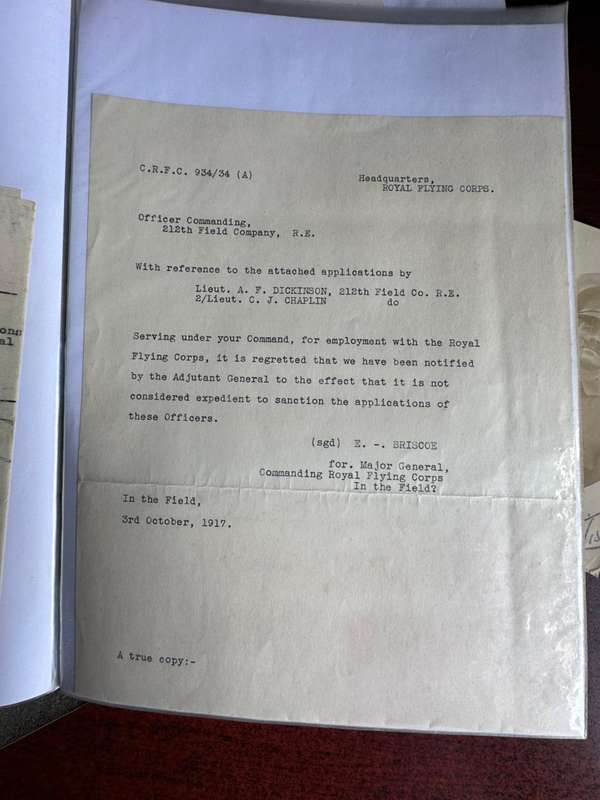 C.R.F.C. 934/34 (A)
Headquarters,
ROYAL FLYING CORPS.
Officer Commanding,
212th Field Company, R.E.
With reference to the attached applications by
Lieut. A. F. DICKINSON, 212th Field Co. R.E.
2/Lieut. C. J. CHAPLIN do
Serving under your Command, for employment with the Royal
Flying Corps, it is regretted that we have been notified
by the Adjutant General to the effect that it is not
considered expedient to sanction the applications of
these Officers.
(sgd) E. -. BRISCOE
for. Major General,
Commanding Royal Flying Corps
In the Field?
In the Field,
3rd October, 1917.
A true copy:-
ons
al